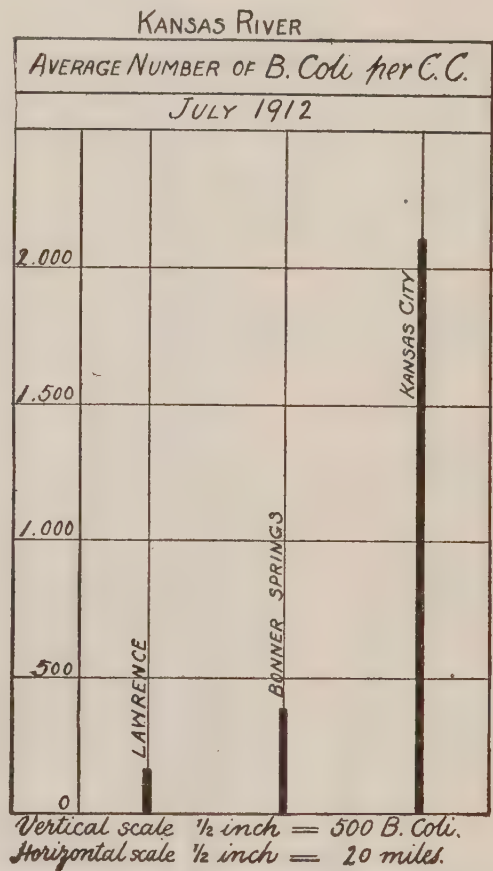 KANSAS RIVER
AVERAGE NUMBER OF B. Coli per C.C.
JULY 1912
2.000
KANSAS CITY
1.500
1.000
BONNER SPRINGS
500
LAWRENCE
0
Vertical scale ½ inch = 500 B. Coli.
Horizontal scale ½ inch = 20 miles.